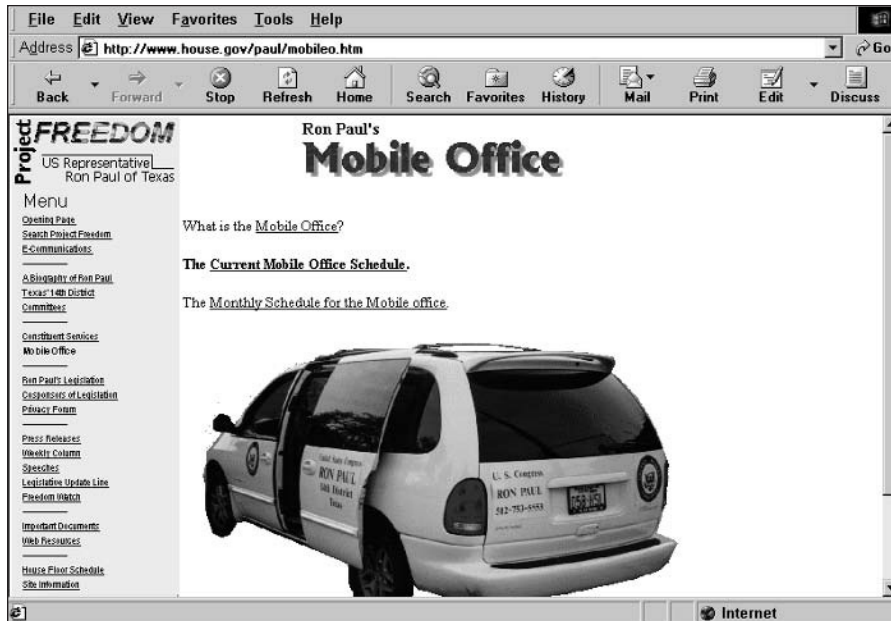 File Edit View Favorites Tools Help
Address http://www.house.gov/paul/mobileo.htm Go
Back Forward Stop Refresh Home Search Favorites History Mail Print Edit Discuss
Project FREEDOM
US Representative
Ron Paul of Texas
Menu
Opening Page
Search Project Freedom
E-Communications
A Biography of Ron Paul
Texas' 14th District
Committees
Constituent Services
Mobile Office
Ron Paul's Legislation
Cosponsors of Legislation
Privacy Forum
Press Releases
Weekly Column
Speeches
Legislative Update Line
Freedom Watch
Important Documents
Web Resources
House Floor Schedule
Site Information
Ron Paul's
Mobile Office
What is the Mobile Office?
The Current Mobile Office Schedule.
The Monthly Schedule for the Mobile office.
United States Congress
RON PAUL
14th District
Texas
U. S. Congress
RON PAUL
Internet